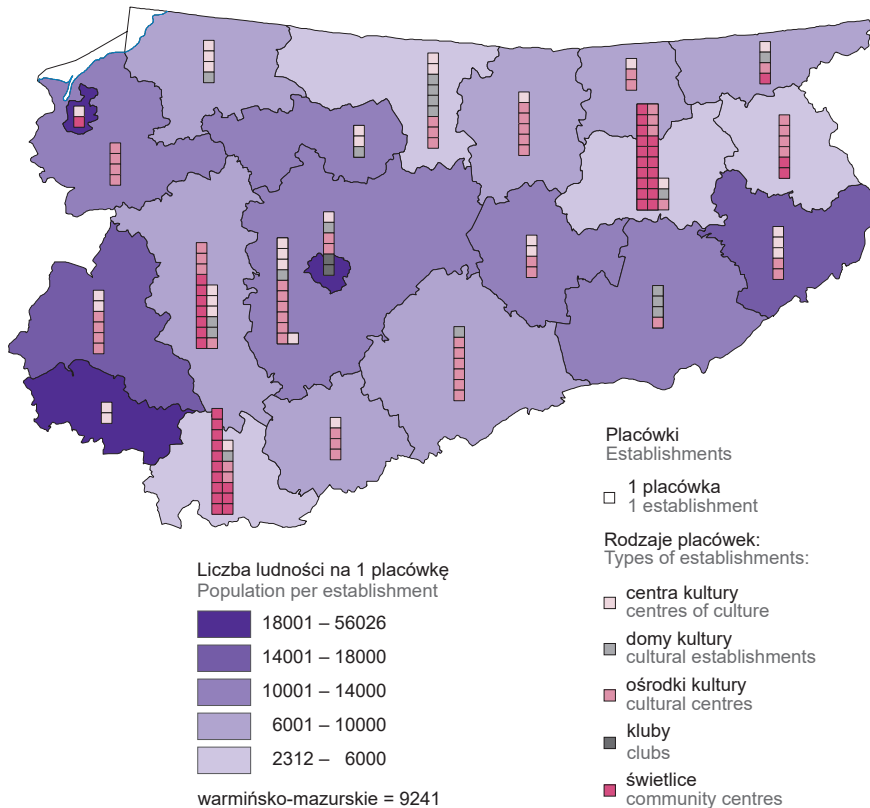 Placówki
Establishments
1 placówka
1 establishment
Rodzaje placówek:
Types of establishments:
centra kultury
centres of culture
domy kultury
cultural establishments
ośrodki kultury
cultural centres
kluby
clubs
świetlice
community centres
Liczba ludności na 1 placówkę
Population per establishment
18001 – 56026
14001 – 18000
10001 – 14000
6001 – 10000
2312 – 6000
warmińsko-mazurskie = 9241